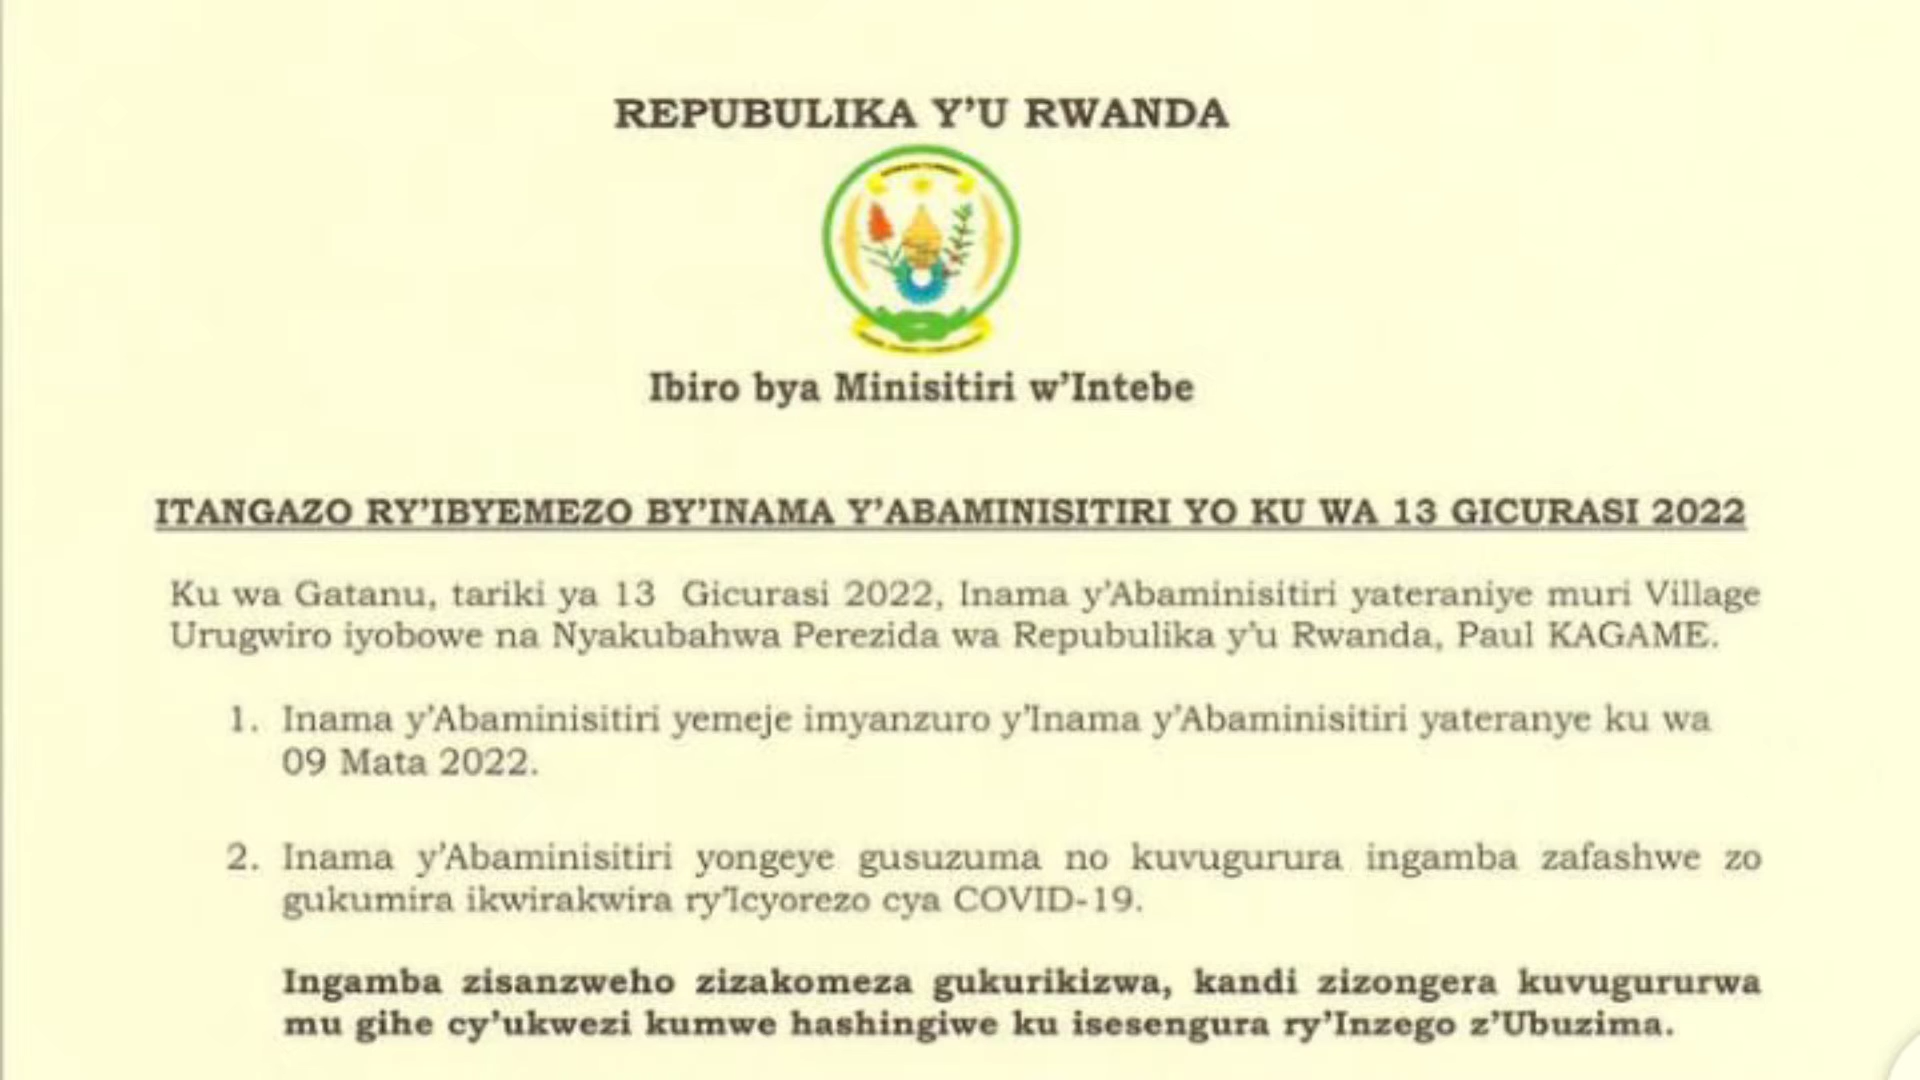 REPUBULIKA Y'U RWANDA
Ibiro bya Minisitiri w'Intebe
ITANGAZO RY'IBYEMEZO BY'INAMA Y'ABAMINISITIRI YO KU WA 13 GICURASI 2022
Ku wa Gatanu, tariki ya 13 Gicurasi 2022, Inama y'Abaminisitiri yateraniye muri Village
Urugwiro iyobowe na Nyakubahwa Perezida wa Repubulika y'u Rwanda, Paul KAGAME.
1. Inama y'Abaminisitiri yemeje imyanzuro y'Inama y'Abaminisitiri yateranye ku wa
09 Mata 2022.
2. Inama y'Abaminisitiri yongeye gusuzuma no kuvugurura ingamba zafashwe zo
gukumira ikwirakwira ry'Icyorezo cya COVID-19.
Ingamba zisanzweho zizakomeza gukurikizwa, kandi zizongera kuvugururwa
mu gihe cy'ukwezi kumwe hashingiwe ku isesengura ry'Inzego z'Ubuzima.